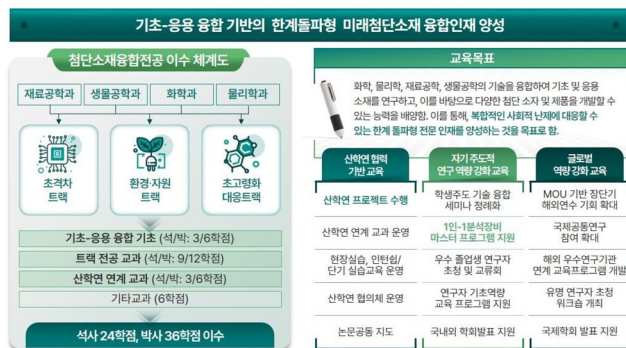 기초-응용 융합 기반의 한계돌파형 미래첨단소재 융합인재 양성
첨단소재융합전공 이수 체계도
재료공학과
생물공학과
화학과
물리학과
초격차
트랙
환경·자원
트랙
초고령화
대응트랙
기초-응용 융합 기초 (석/박: 3/6학점)
트랙 전공 교과 (석/박: 9/12학점)
산학연 연계 교과 (석/박: 3/6학점)
기타교과 (6학점)
석사 24학점, 박사 36학점 이수
교육목표
화학, 물리학, 재료공학, 생물공학의 기술을 융합하여 기초 및 응용
소재를 연구하고, 이를 바탕으로 다양한 첨단 소재 및 제품을 개발할 수
있는 능력을 배양함. 이를 통해, 복합적인 사회적 난제에 대응할 수
있는 한계 돌파형 전문 인재를 양성하는 것을 목표로 함.
산학연 협력
기반 교육
산학연 프로젝트 수행
산학연 연계 교과 운영
현장실습, 인턴쉽/
단기 실습교육 운영
산학연 협의체 운영
논문공동 지도
자기 주도적
연구 역량 강화 교육
학생주도 기술 융합
세미나 정례화
1인-1분석장비
마스터 프로그램 지원
우수 졸업생 연구자
초청 및 교류회
연구자 기초역량
교육 프로그램 지원
국내외 학회발표 지원
글로벌
역량 강화 교육
MOU 기반 장단기
해외연수 기회 확대
국제공동연구
참여 확대
해외 우수연구기관
연계 교육프로그램 개발
유명 연구자 초청
워크숍 개최
국제학회 발표 지원